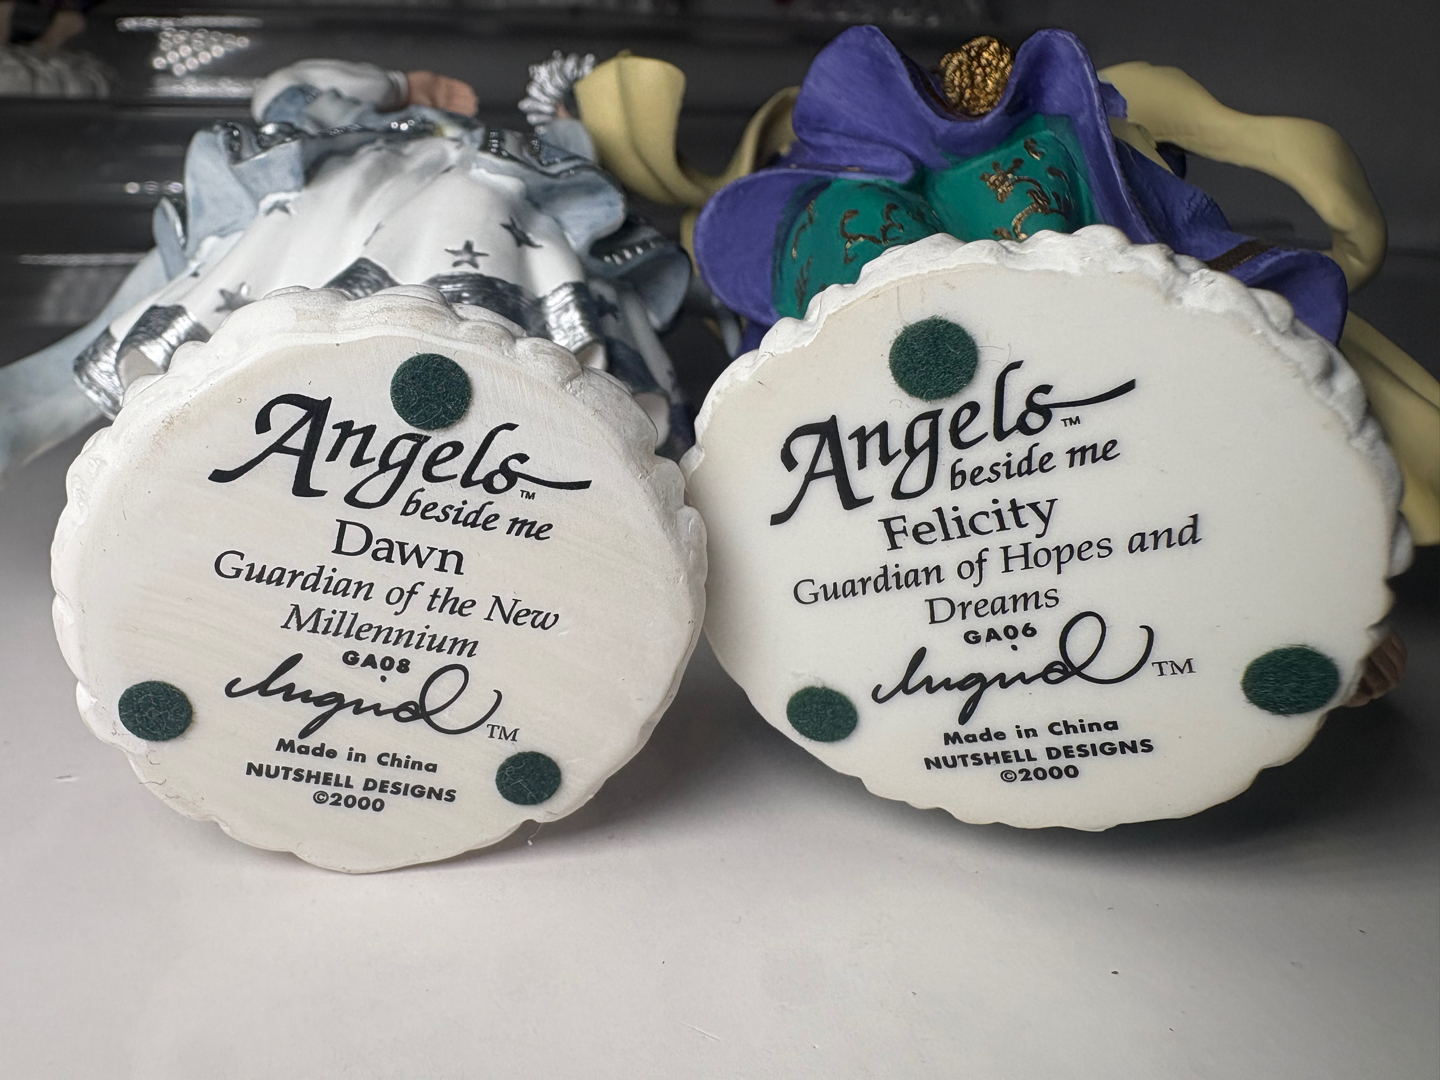 Angels™
beside me
Dawn
Guardian of the New
Millennium
GA08
Ingrid™
Made in China
NUTSHELL DESIGNS
©2000
Angels™
beside me
Felicity
Guardian of Hopes and
Dreams
GA06
Ingrid™
Made in China
NUTSHELL DESIGNS
©2000